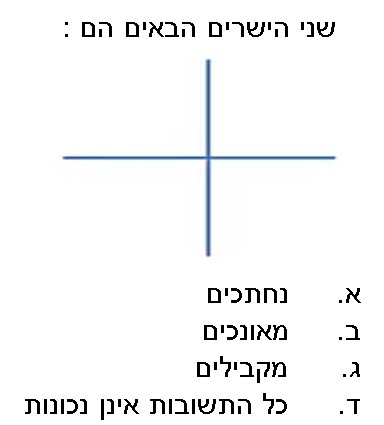 שני הישרים הבאים הם :
א. נחתכים
ב. מאונכים
ג. מקבילים
ד. כל התשובות אינן נכונות